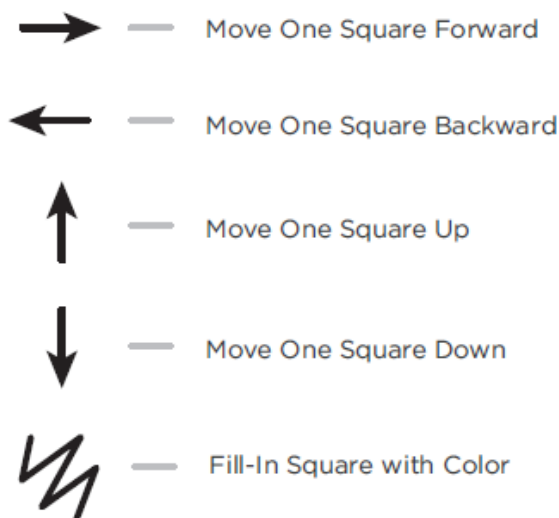 Move One Square Forward
Move One Square Backward
Move One Square Up
Move One Square Down
Fill-In Square with Color